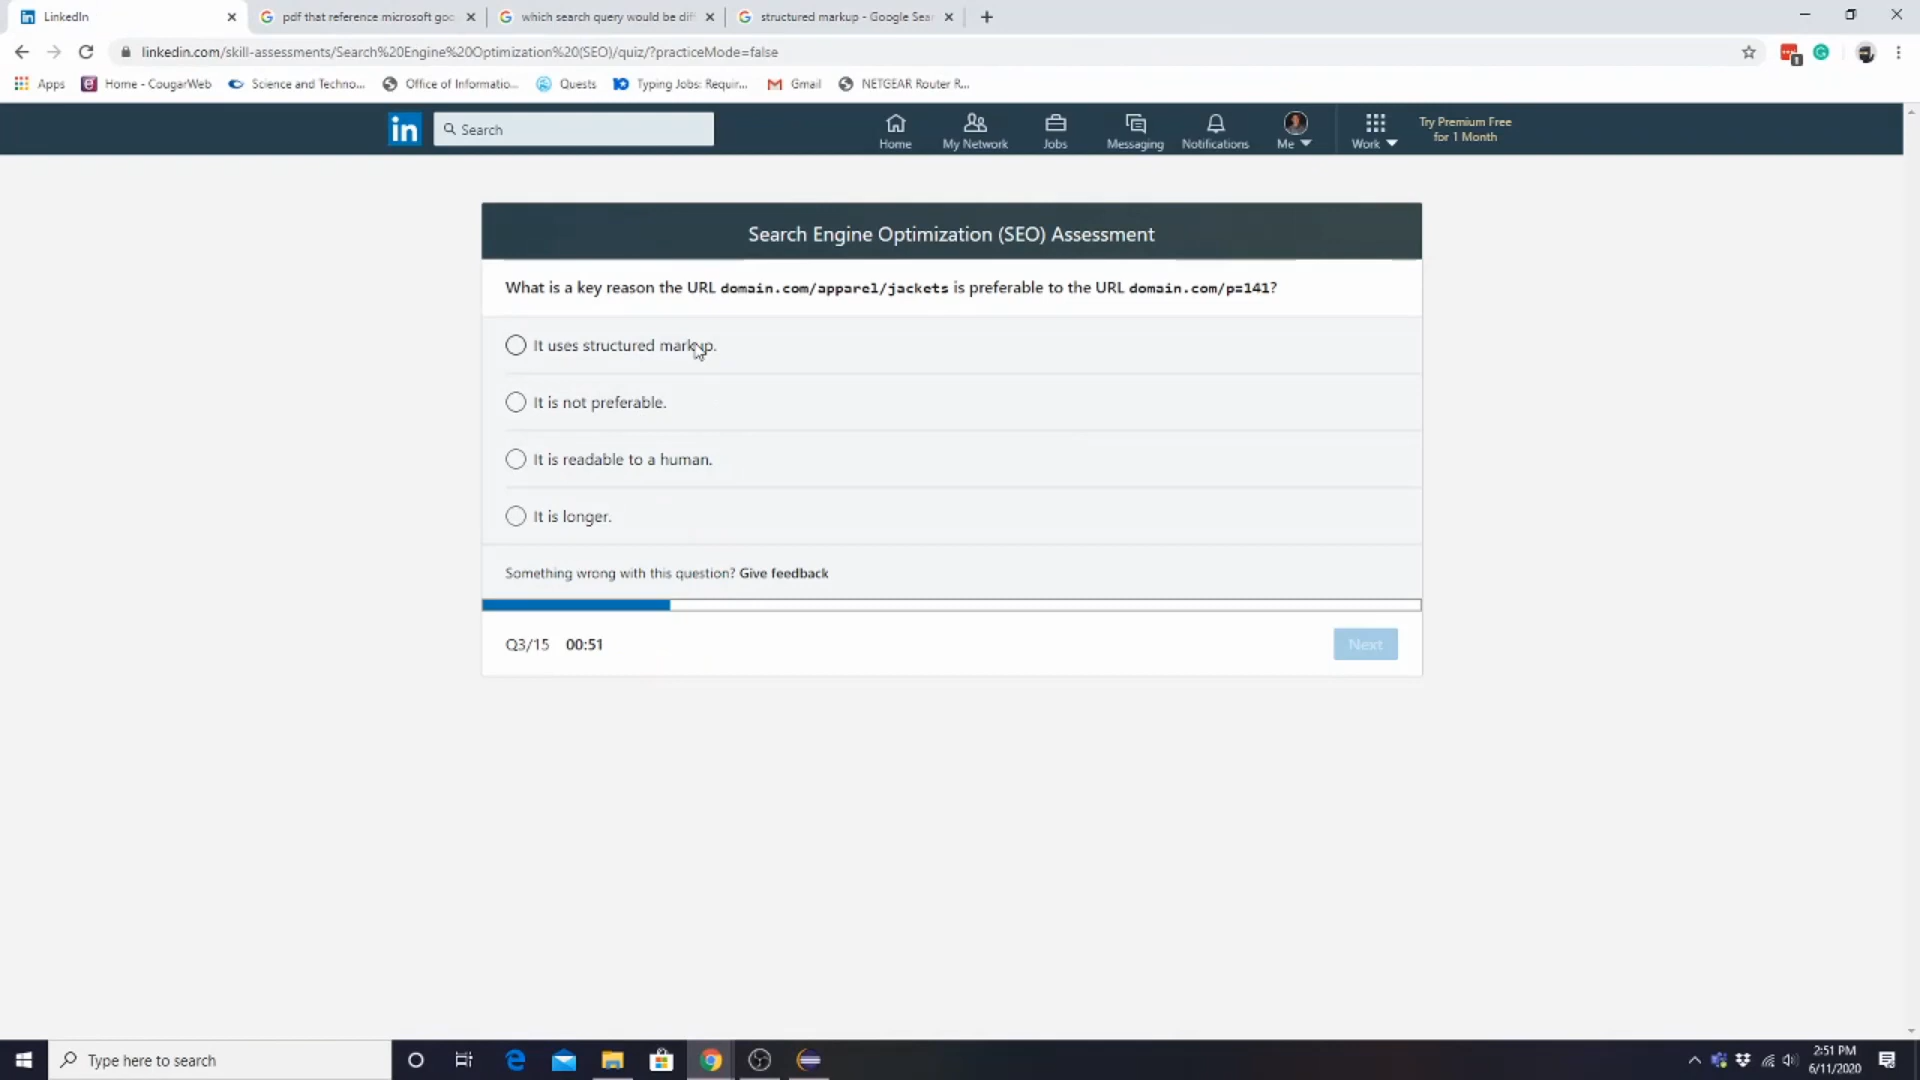 LinkedIn
pdf that reference microsoft goo
which search query would be dif
structured markup - Google Sear
linkedin.com/skill-assessments/Search%20Engine%20Optimization%20(SEO)/quiz/?practiceMode=false
Apps
Home - CougarWeb
Science and Techno...
Office of Informatio...
Quests
Typing Jobs: Requir...
Gmail
NETGEAR Router R...
in
Search
Home
My Network
Jobs
Messaging
Notifications
Me
Work
Try Premium Free
for 1 Month
Search Engine Optimization (SEO) Assessment
What is a key reason the URL domain.com/apparel/jackets is preferable to the URL domain.com/p=141?
It uses structured markup.
It is not preferable.
It is readable to a human.
It is longer.
Something wrong with this question? Give feedback
Q3/15 00:51
Next
Type here to search
2:51 PM
6/11/2020